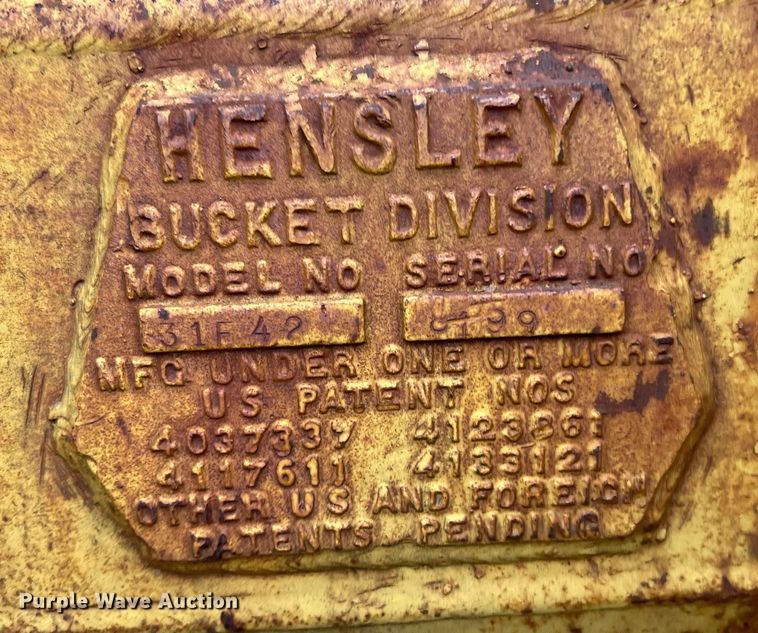 HENSLEY
BUCKET DIVISION
MODEL NO SERIAL NO
31F42
MFG UNDER ONE OR MORE
US PATENT NOS
4037337 4123861
4117611 4133121
OTHER US AND FOREIGN
PATENTS PENDING
Purple Wave Auction